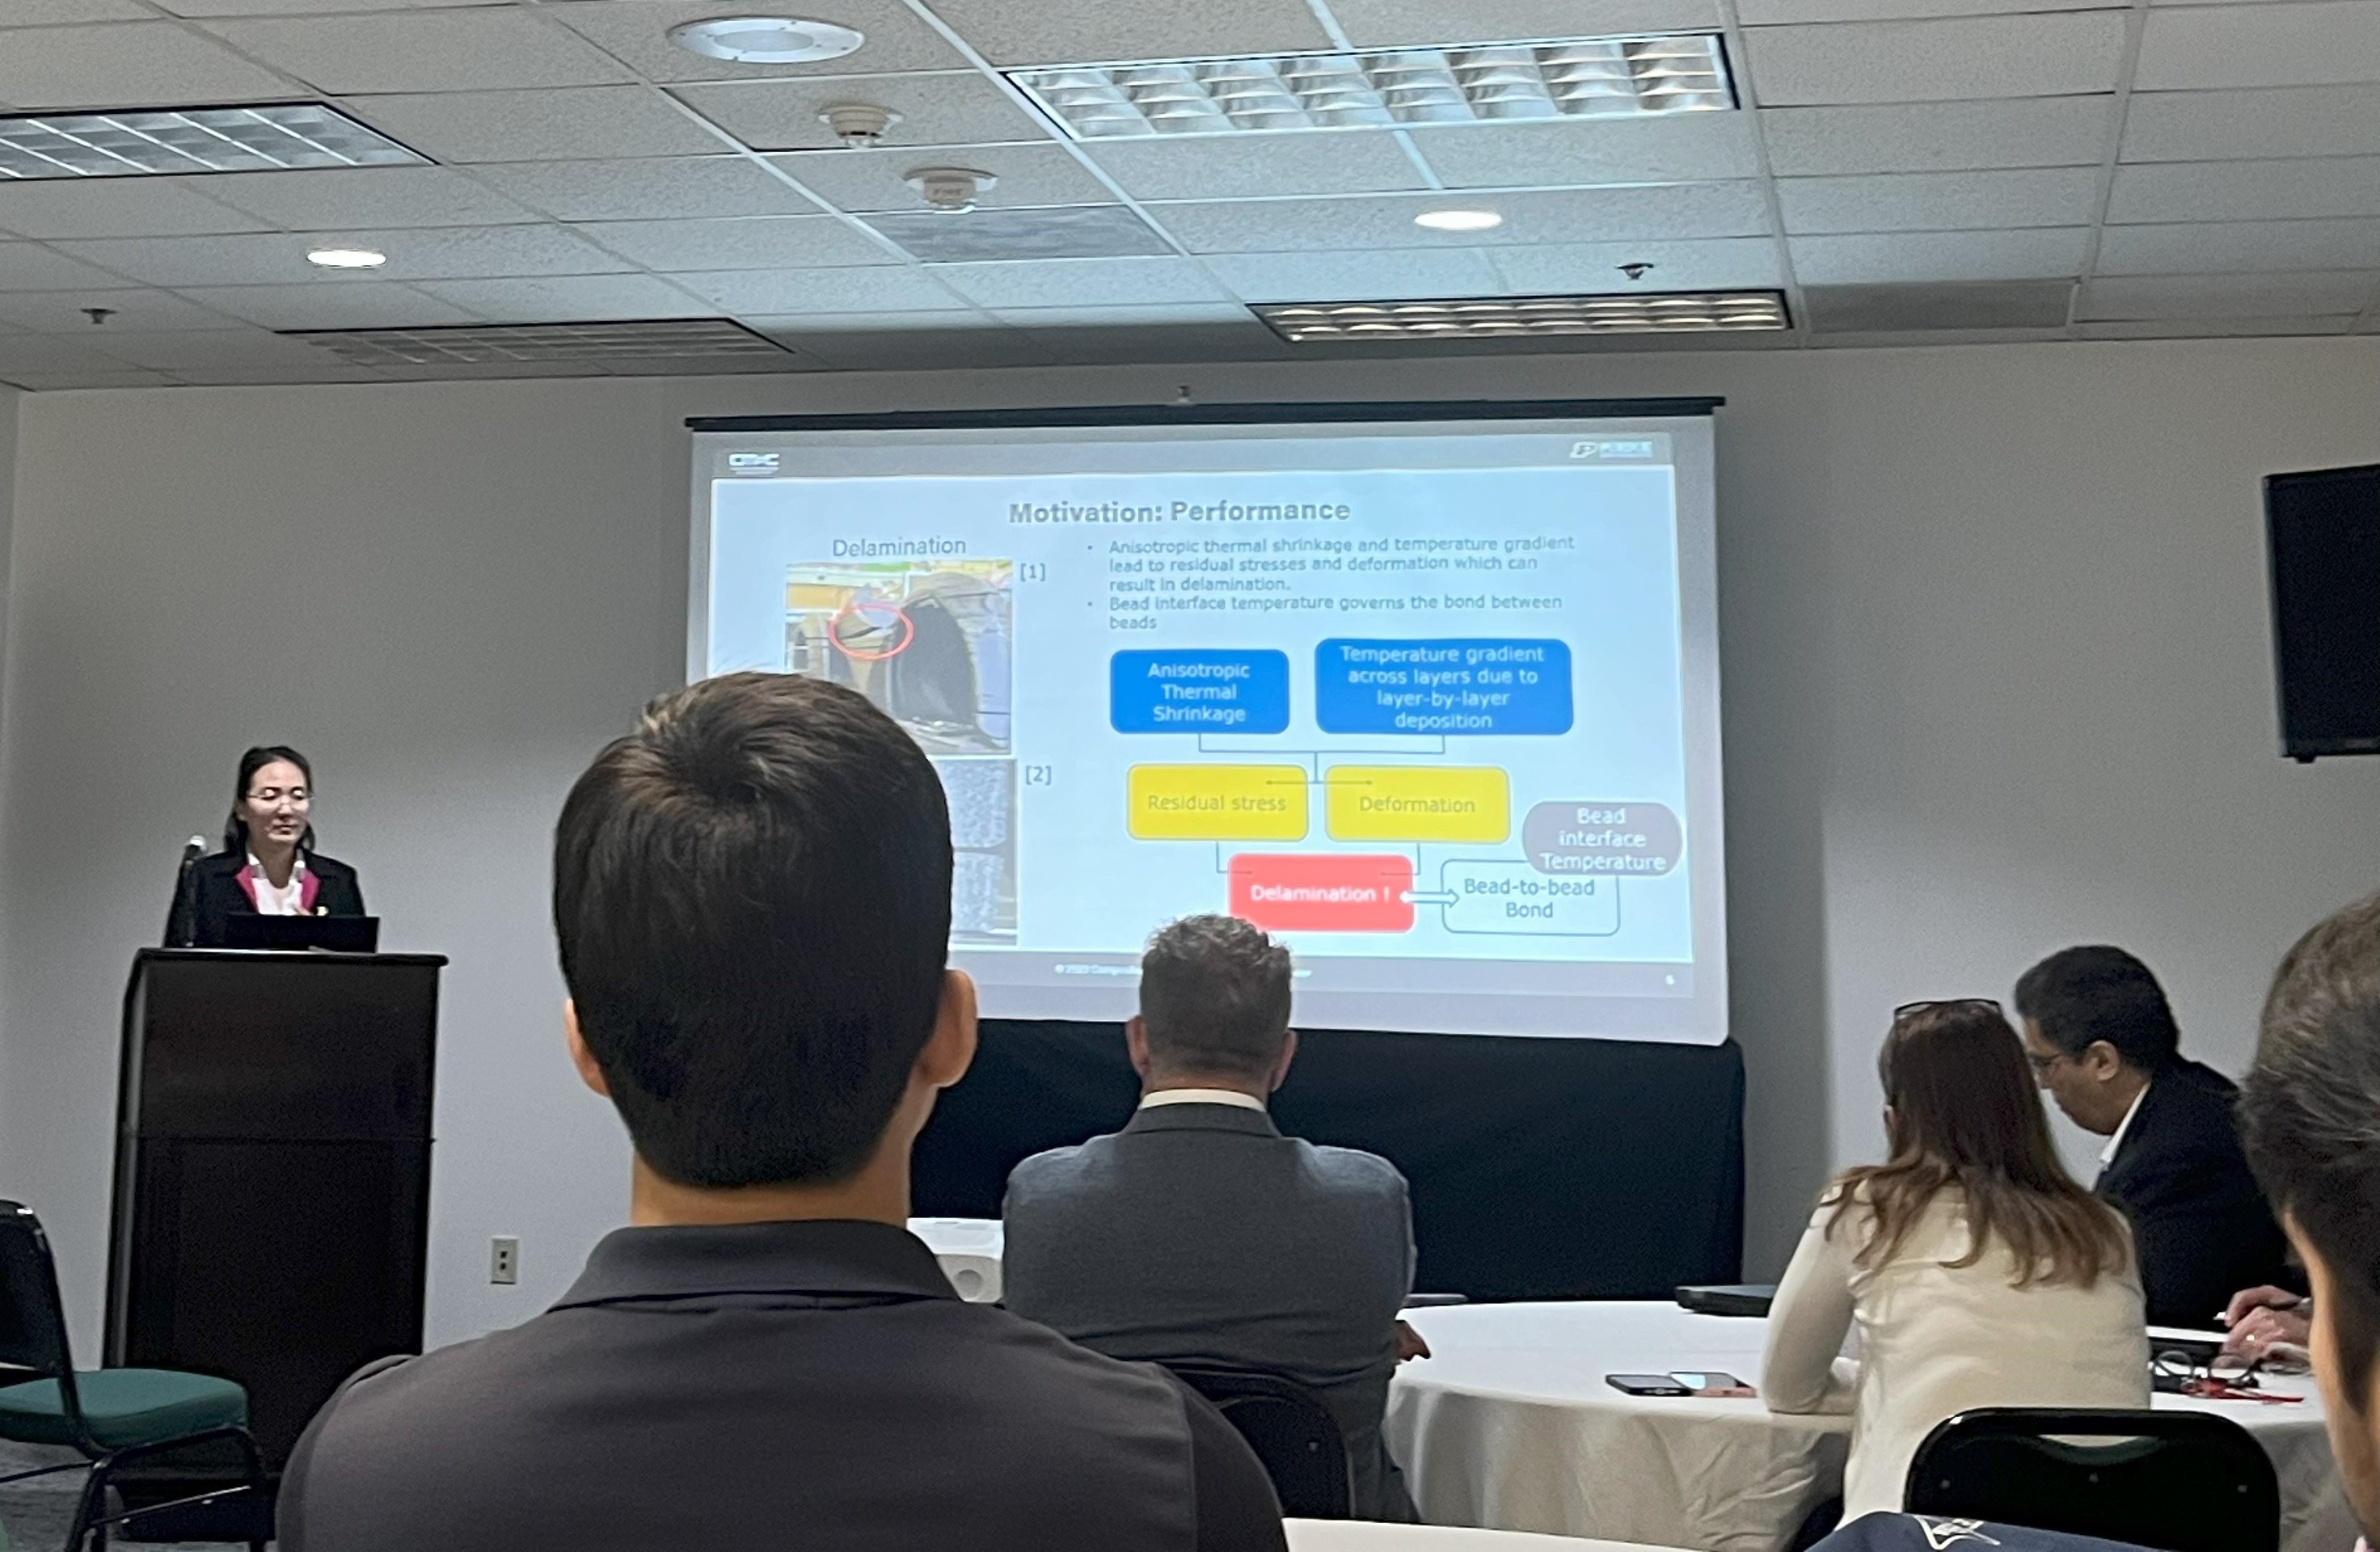 Motivation: Performance
Delamination
[1]
• Anisotropic thermal shrinkage and temperature gradient
lead to residual stresses and deformation which can
result in delamination.
• Bead interface temperature governs the bond between
beads
Anisotropic
Thermal
Shrinkage
Temperature gradient
across layers due to
layer-by-layer
deposition
[2]
Residual stress
Deformation
Bead
interface
Temperature
Delamination !
Bead-to-bead
Bond
6